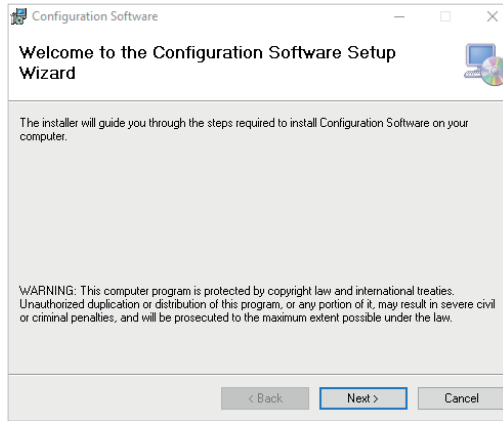 Configuration Software
Welcome to the Configuration Software Setup
Wizard
The installer will guide you through the steps required to install Configuration Software on your
computer.
WARNING: This computer program is protected by copyright law and international treaties.
Unauthorized duplication or distribution of this program, or any portion of it, may result in severe civil
or criminal penalties, and will be prosecuted to the maximum extent possible under the law.
< Back Next > Cancel